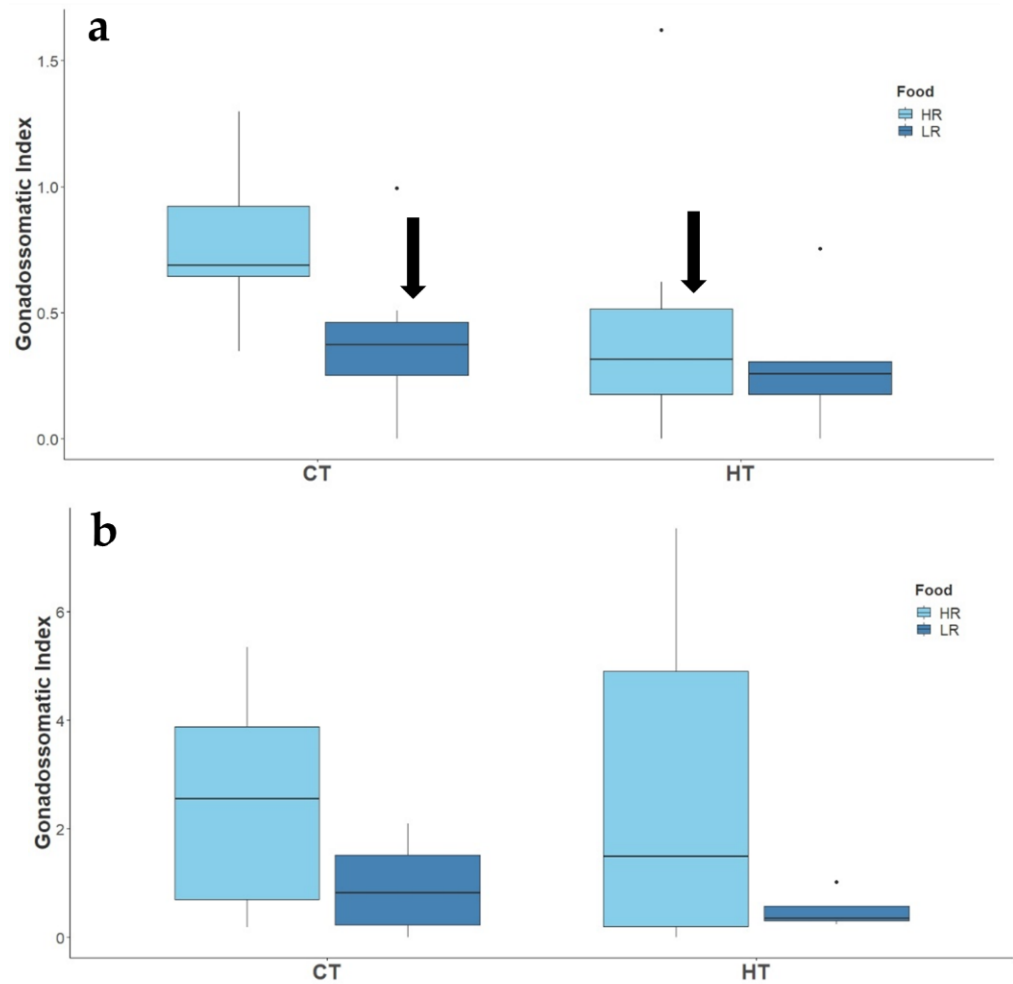 a
Gonadossomatic Index
1.5
1.0
0.5
0.0
Food
HR
LR
CT HT
b
Gonadossomatic Index
6
4
2
0
Food
HR
LR
CT HT